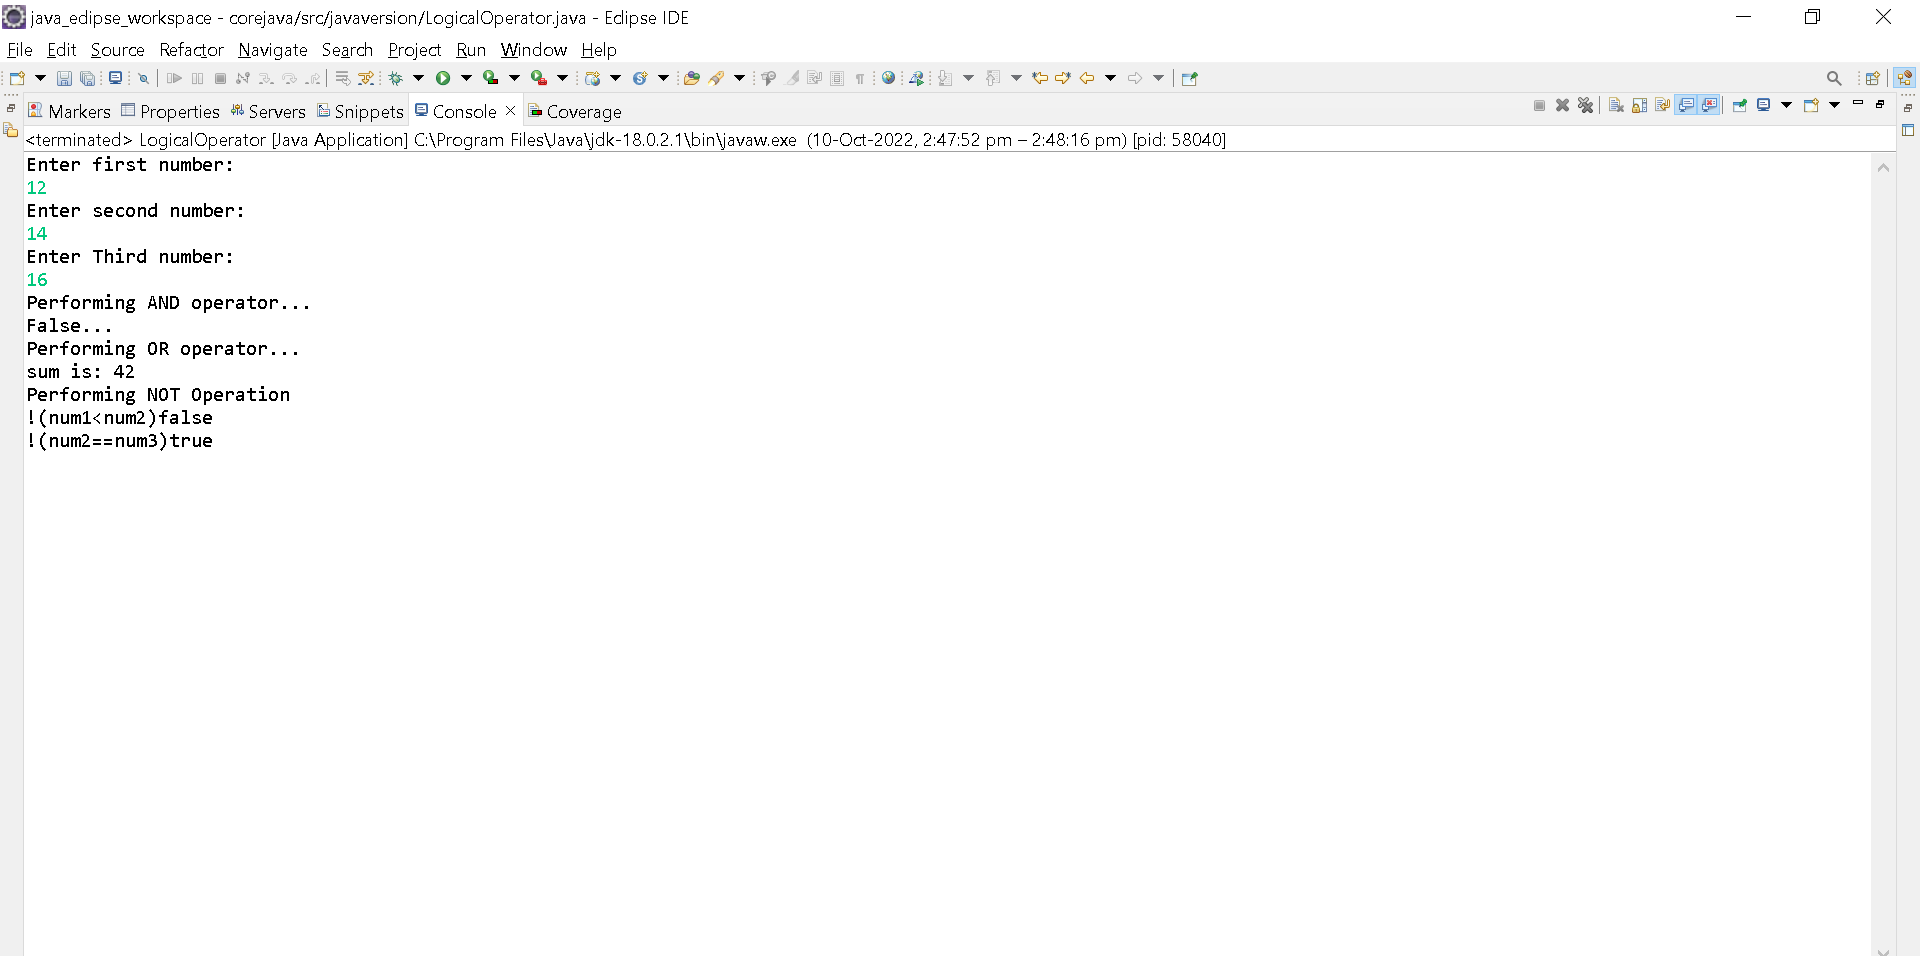 java_eclipse_workspace - corejava/src/javaversion/LogicalOperator.java - Eclipse IDE
File Edit Source Refactor Navigate Search Project Run Window Help
Markers Properties Servers Snippets Console Coverage
<terminated> LogicalOperator [Java Application] C:\Program Files\Java\jdk-18.0.2.1\bin\javaw.exe (10-Oct-2022, 2:47:52 pm – 2:48:16 pm) [pid: 58040]
Enter first number:
12
Enter second number:
14
Enter Third number:
16
Performing AND operator...
False...
Performing OR operator...
sum is: 42
Performing NOT Operation
!(num1<num2)false
!(num2==num3)true